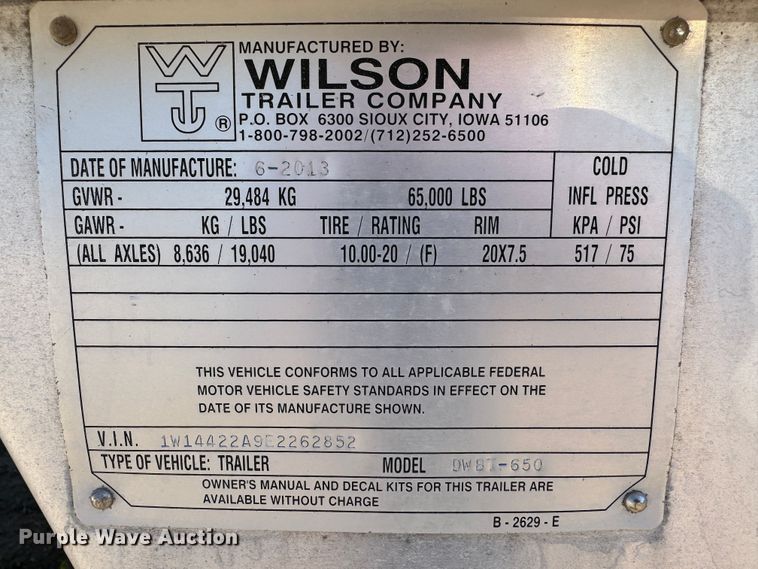 MANUFACTURED BY:
WILSON
TRAILER COMPANY
P.O. BOX 6300 SIOUX CITY, IOWA 51106
1-800-798-2002/(712)252-6500
WT ®
DATE OF MANUFACTURE: 6-2013 COLD
GVWR - 29,484 KG 65,000 LBS INFL PRESS
GAWR - KG / LBS TIRE / RATING RIM KPA / PSI
(ALL AXLES) 8,636 / 19,040 10.00-20 / (F) 20X7.5 517 / 75
THIS VEHICLE CONFORMS TO ALL APPLICABLE FEDERAL
MOTOR VEHICLE SAFETY STANDARDS IN EFFECT ON THE
DATE OF ITS MANUFACTURE SHOWN.
V.I.N. 1W14422A9E2262852
TYPE OF VEHICLE: TRAILER MODEL DWBT-650
OWNER'S MANUAL AND DECAL KITS FOR THIS TRAILER ARE
AVAILABLE WITHOUT CHARGE
B - 2629 - E
Purple Wave Auction